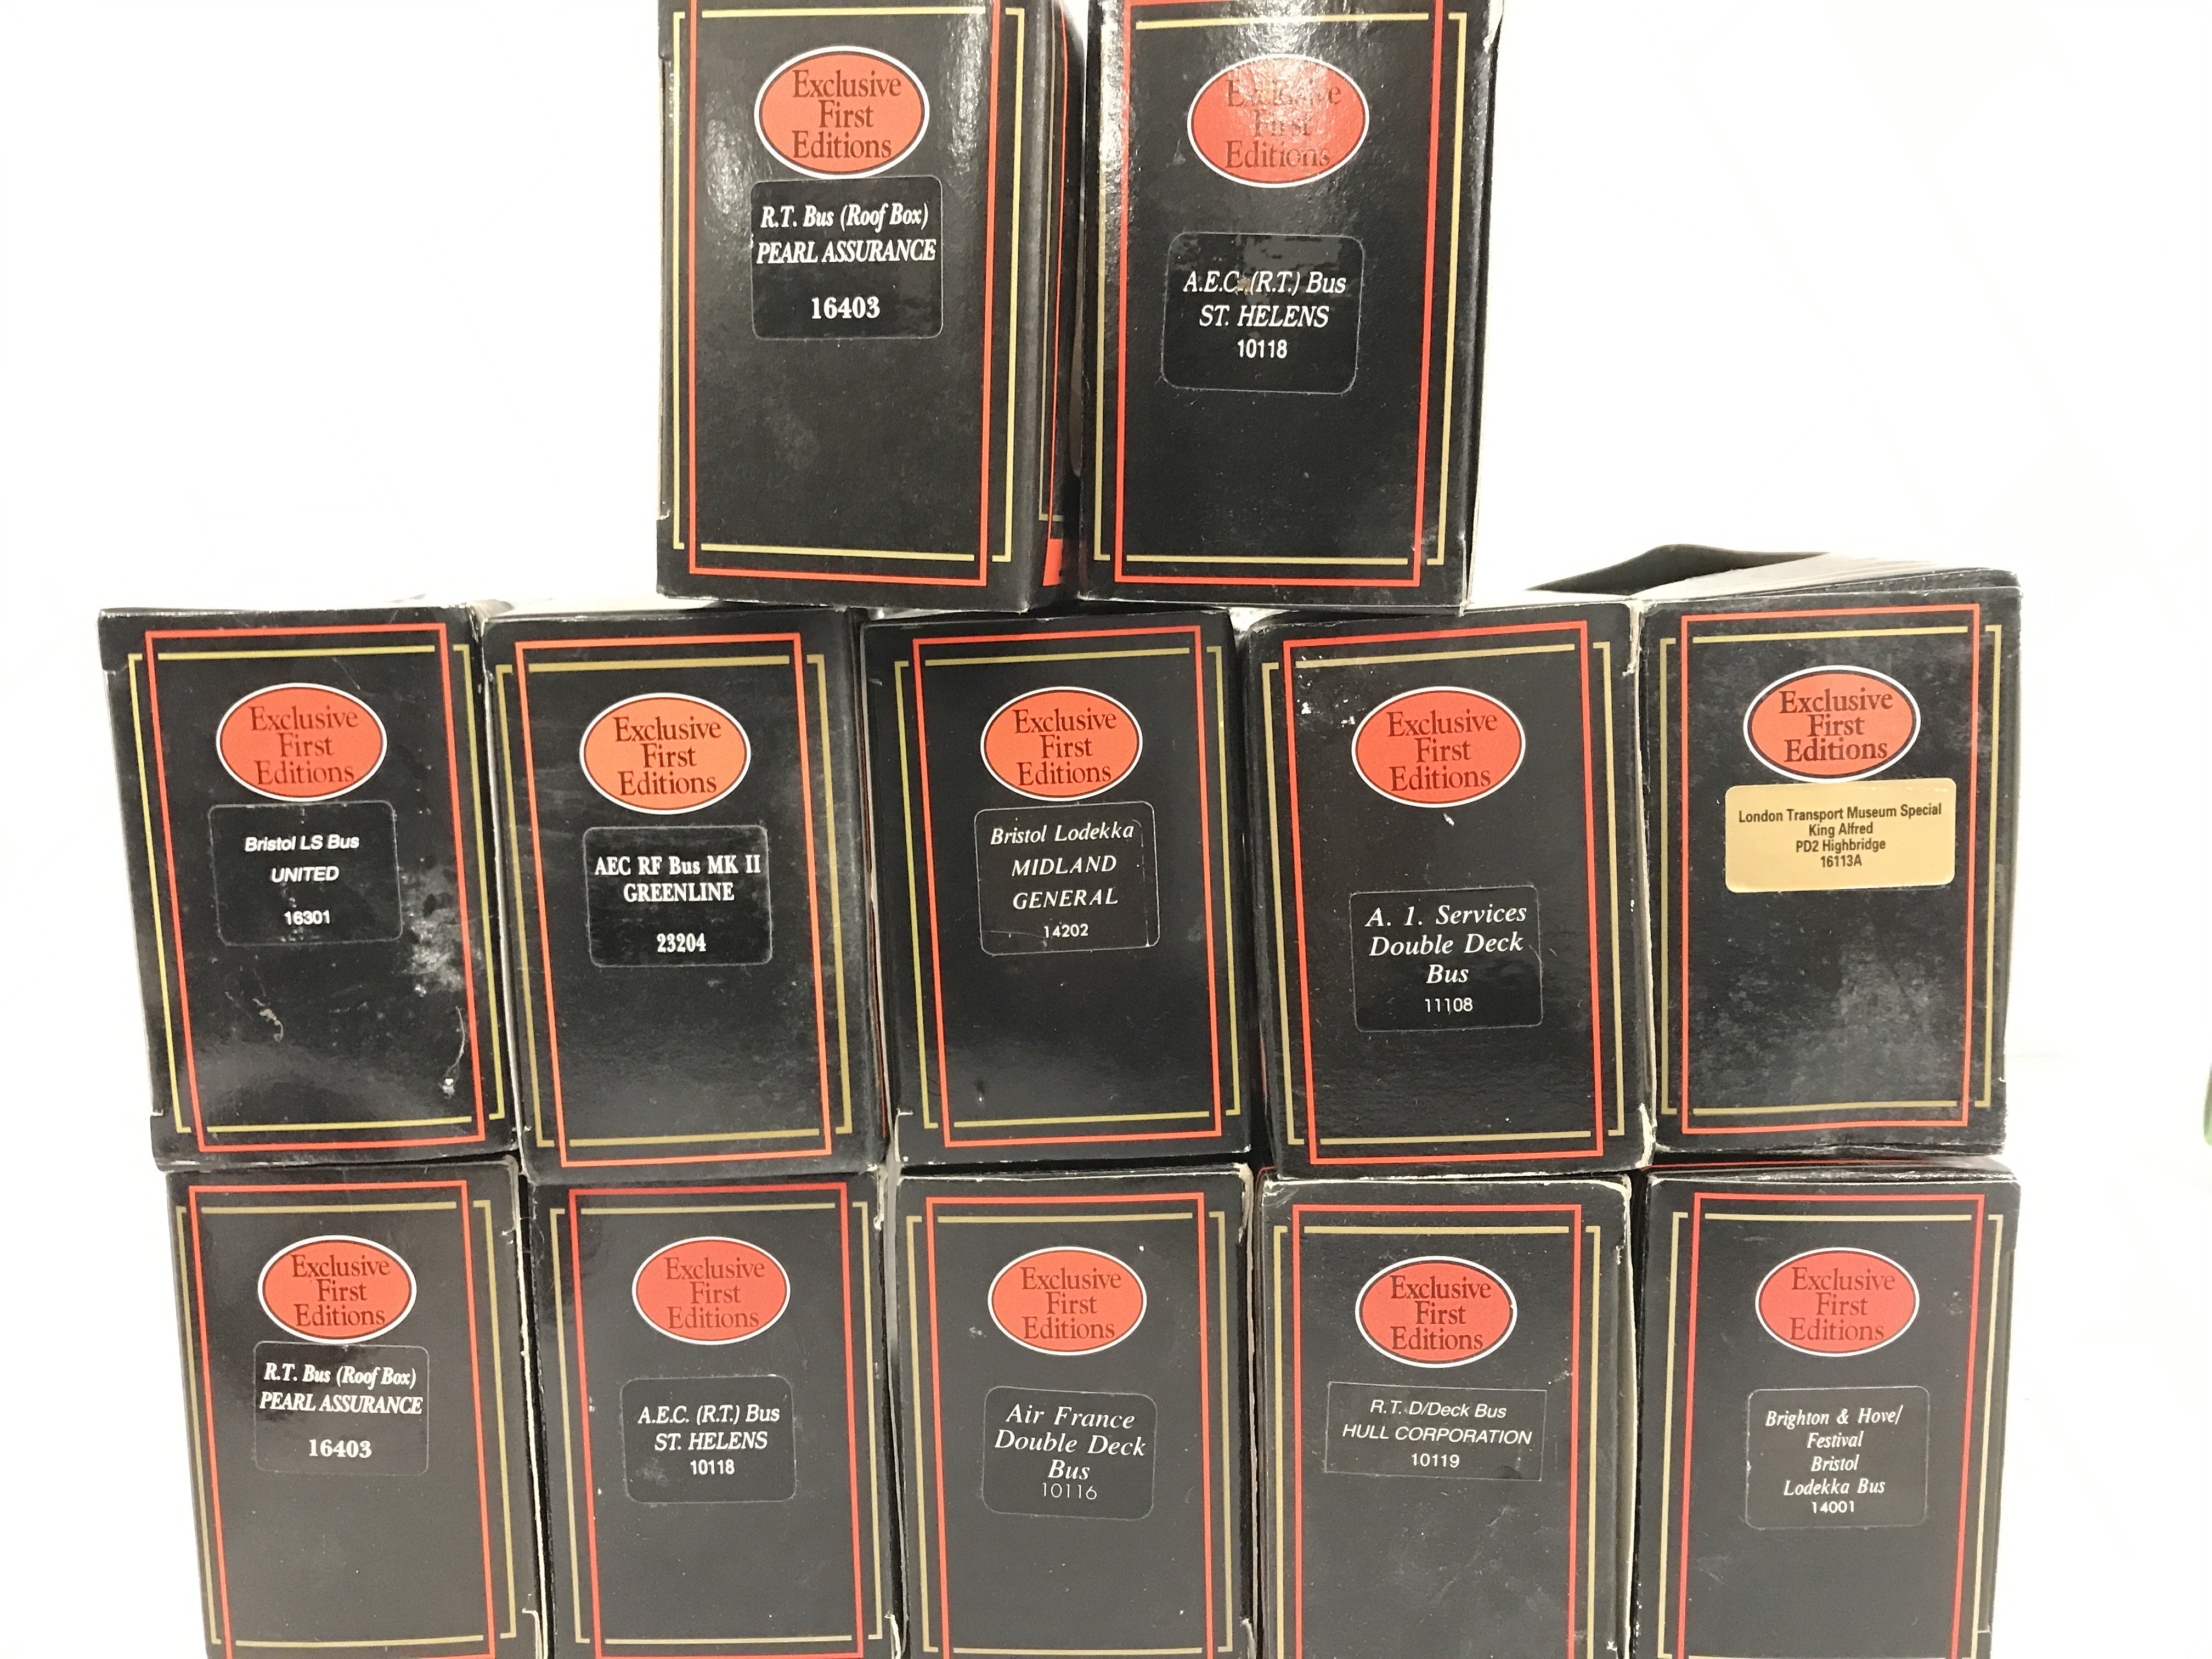 Exclusive
First
Editions
R.T. Bus (Roof Box)
PEARL ASSURANCE
16403
Exclusive
First
Editions
A.E.C. (R.T.) Bus
ST. HELENS
10118
Exclusive
First
Editions
Bristol LS Bus
UNITED
16301
Exclusive
First
Editions
AEC RF Bus MK II
GREENLINE
23204
Exclusive
First
Editions
Bristol Lodekka
MIDLAND
GENERAL
14202
Exclusive
First
Editions
A. 1. Services
Double Deck
Bus
11108
Exclusive
First
Editions
London Transport Museum Special
King Alfred
PD2 Highbridge
16113A
Exclusive
First
Editions
R.T. Bus (Roof Box)
PEARL ASSURANCE
16403
Exclusive
First
Editions
A.E.C. (R.T.) Bus
ST. HELENS
10118
Exclusive
First
Editions
Air France
Double Deck
Bus
10116
Exclusive
First
Editions
R.T. D/Deck Bus
HULL CORPORATION
10119
Exclusive
First
Editions
Brighton & Hove/
Festival
Bristol
Lodekka Bus
14001